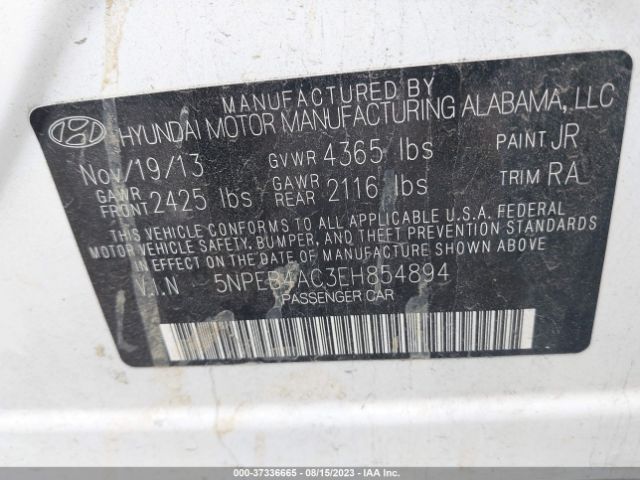 MANUFACTURED BY
HYUNDAI MOTOR MANUFACTURING ALABAMA, LLC
Nov/19/13 GVWR 4365 lbs PAINT JR
GAWR FRONT 2425 lbs GAWR REAR 2116 lbs TRIM RA
THIS VEHICLE CONFORMS TO ALL APPLICABLE U.S.A. FEDERAL
MOTOR VEHICLE SAFETY, BUMPER, AND THEFT PREVENTION STANDARDS
IN EFFECT ON THE DATE OF MANUFACTURE SHOWN ABOVE.
V.I.N 5NPEB4AC3EH854894
PASSENGER CAR
©COPY - 37336665 - 08/15/2023 - IAA Inc.